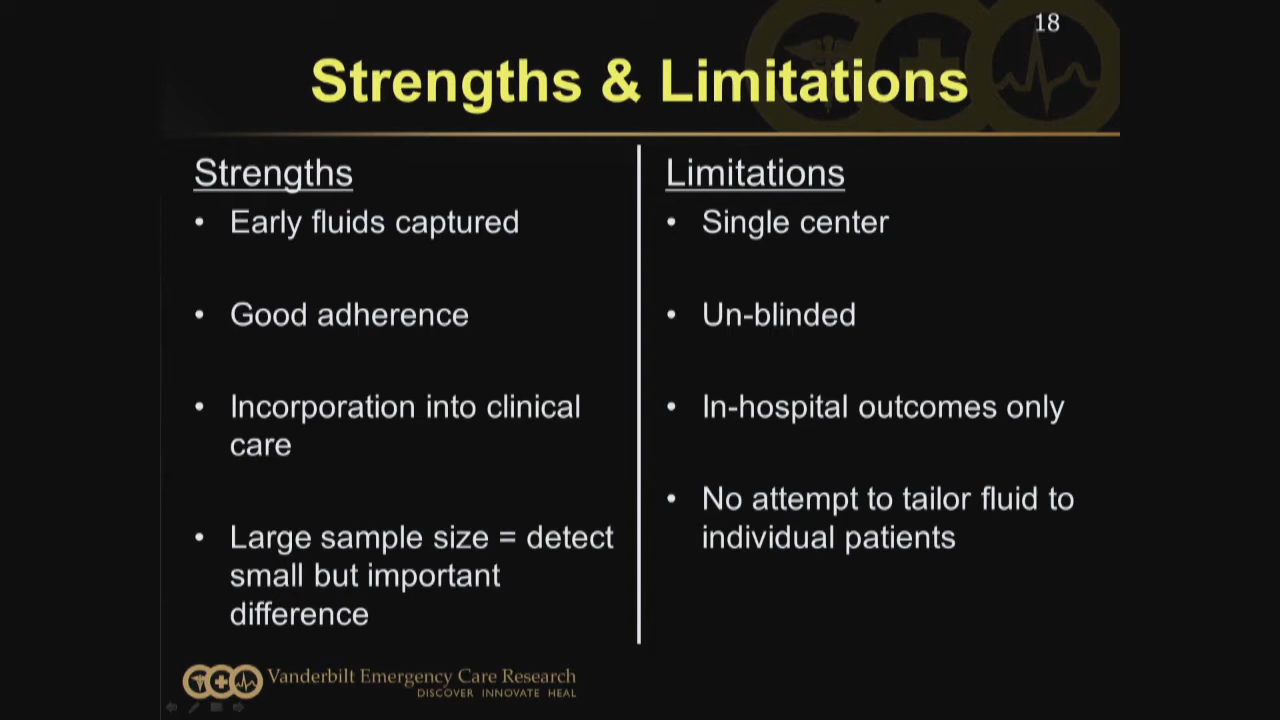 18
Strengths & Limitations
Strengths
• Early fluids captured
• Good adherence
• Incorporation into clinical
care
• Large sample size = detect
small but important
difference
Limitations
• Single center
• Un-blinded
• In-hospital outcomes only
• No attempt to tailor fluid to
individual patients
Vanderbilt Emergency Care Research
DISCOVER INNOVATE HEAL